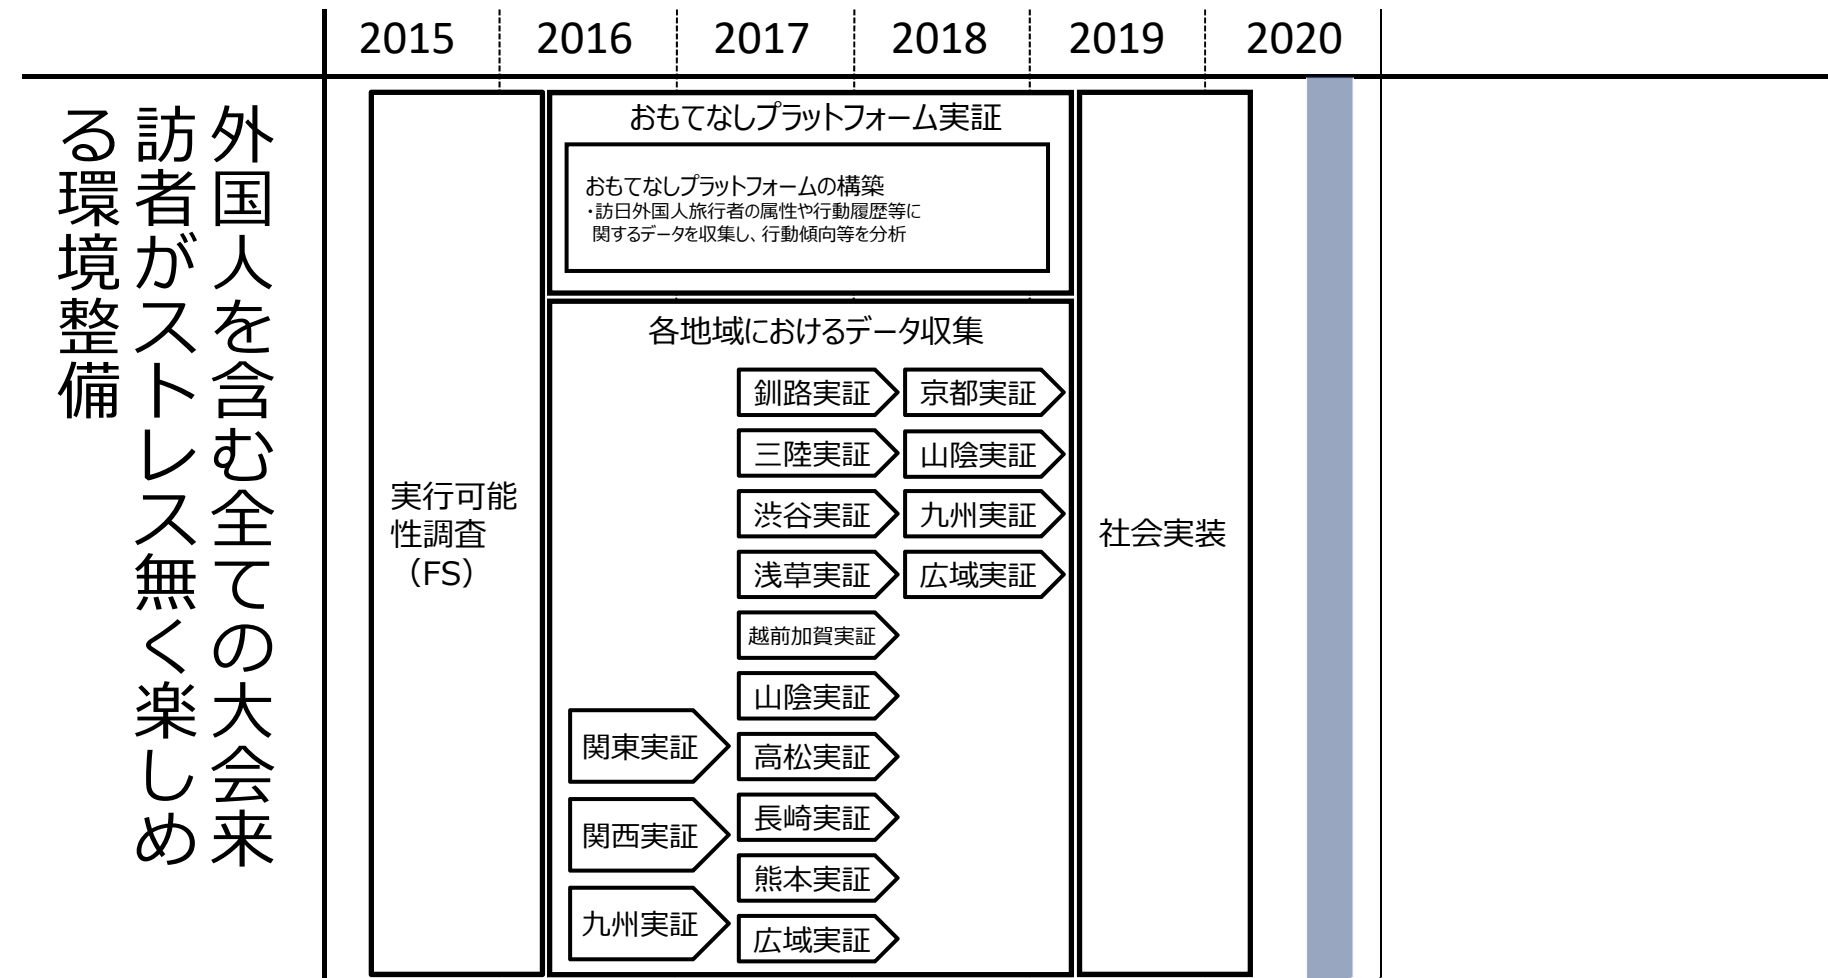 2015 2016 2017 2018 2019 2020
外国人を含む全ての大会来
訪者がストレス無く楽しめ
る環境整備
実行可能
性調査
（FS）
おもてなしプラットフォーム実証
おもてなしプラットフォームの構築
・訪日外国人旅行者の属性や行動履歴等に
関するデータを収集し、行動傾向等を分析
各地域におけるデータ収集
関東実証
関西実証
九州実証
釧路実証
三陸実証
渋谷実証
浅草実証
越前加賀実証
山陰実証
高松実証
長崎実証
熊本実証
広域実証
京都実証
山陰実証
九州実証
広域実証
社会実装